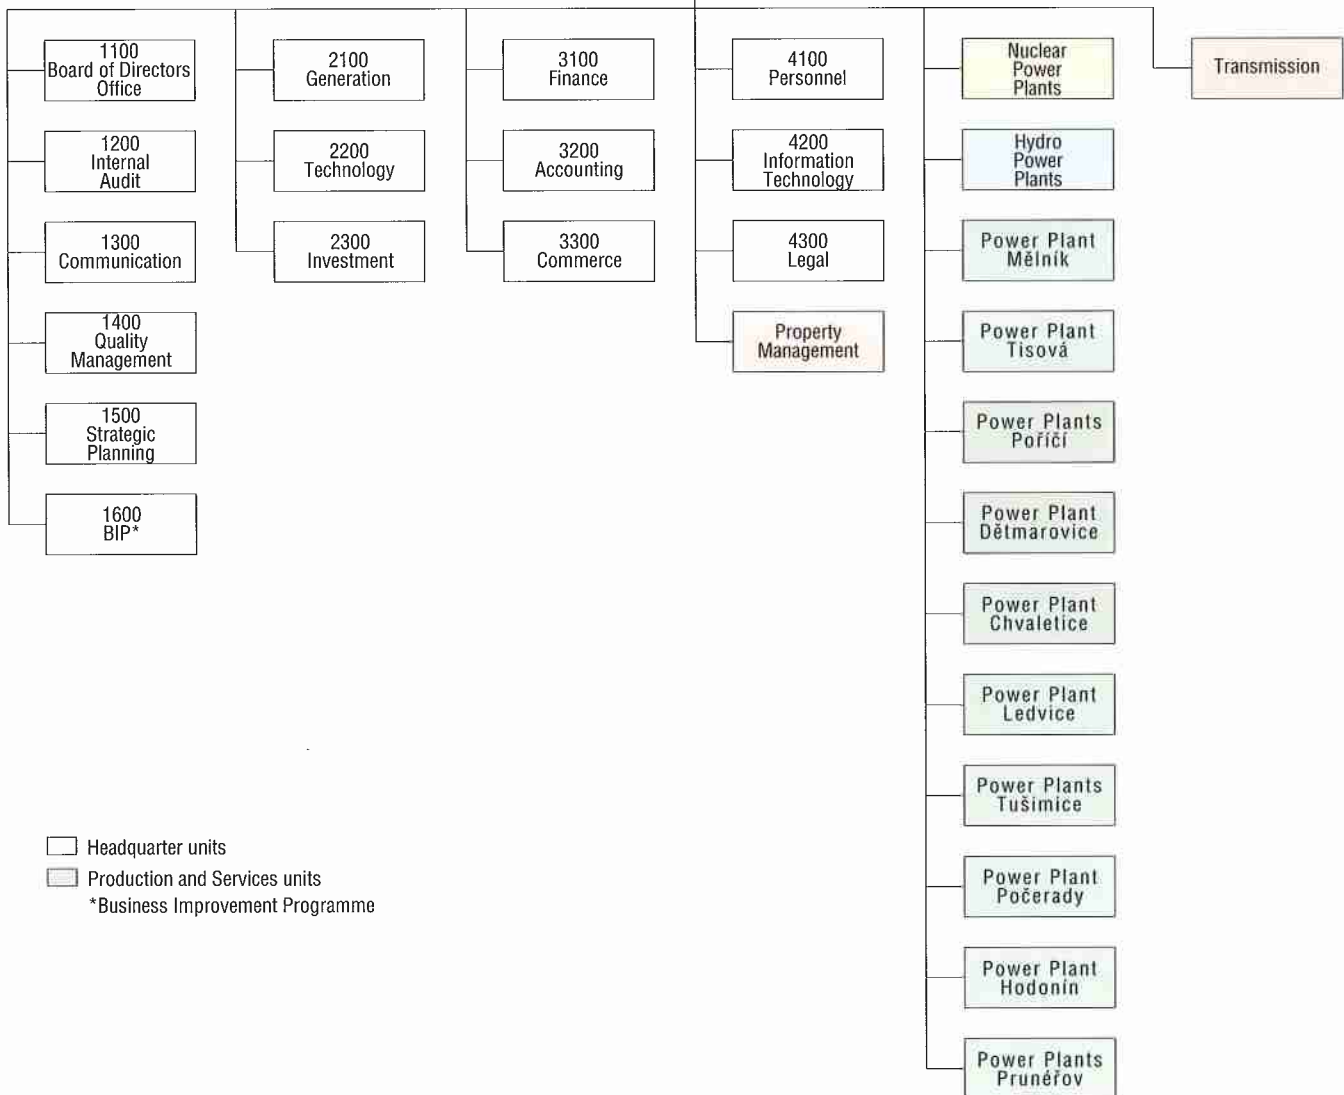 1100
Board of Directors
Office
1200
Internal
Audit
1300
Communication
1400
Quality
Management
1500
Strategic
Planning
1600
BIP*
2100
Generation
2200
Technology
2300
Investment
3100
Finance
3200
Accounting
3300
Commerce
4100
Personnel
4200
Information
Technology
4300
Legal
Property
Management
Nuclear
Power
Plants
Hydro
Power
Plants
Power Plant
Mělník
Power Plant
Tisová
Power Plants
Poříčí
Power Plant
Dětmarovice
Power Plant
Chvaletice
Power Plant
Ledvice
Power Plants
Tušimice
Power Plant
Počerady
Power Plant
Hodonín
Power Plants
Prunéřov
Transmission
Headquarter units
Production and Services units
*Business Improvement Programme